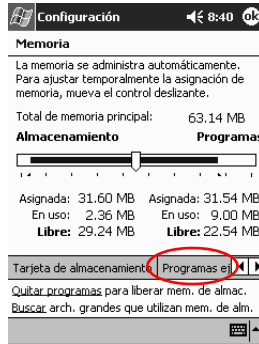 Configuración 8:40 ok
Memoria
La memoria se administra automáticamente.
Para ajustar temporalmente la asignación de
memoria, mueva el control deslizante.
Total de memoria principal: 63.14 MB
Almacenamiento Programas
Asignada: 31.60 MB Asignada: 31.54 MB
En uso: 2.36 MB En uso: 9.00 MB
Libre: 29.24 MB Libre: 22.54 MB
Tarjeta de almacenamiento Programas ej
Quitar programas para liberar mem. de almac.
Buscar arch. grandes que utilizan mem. de alm.